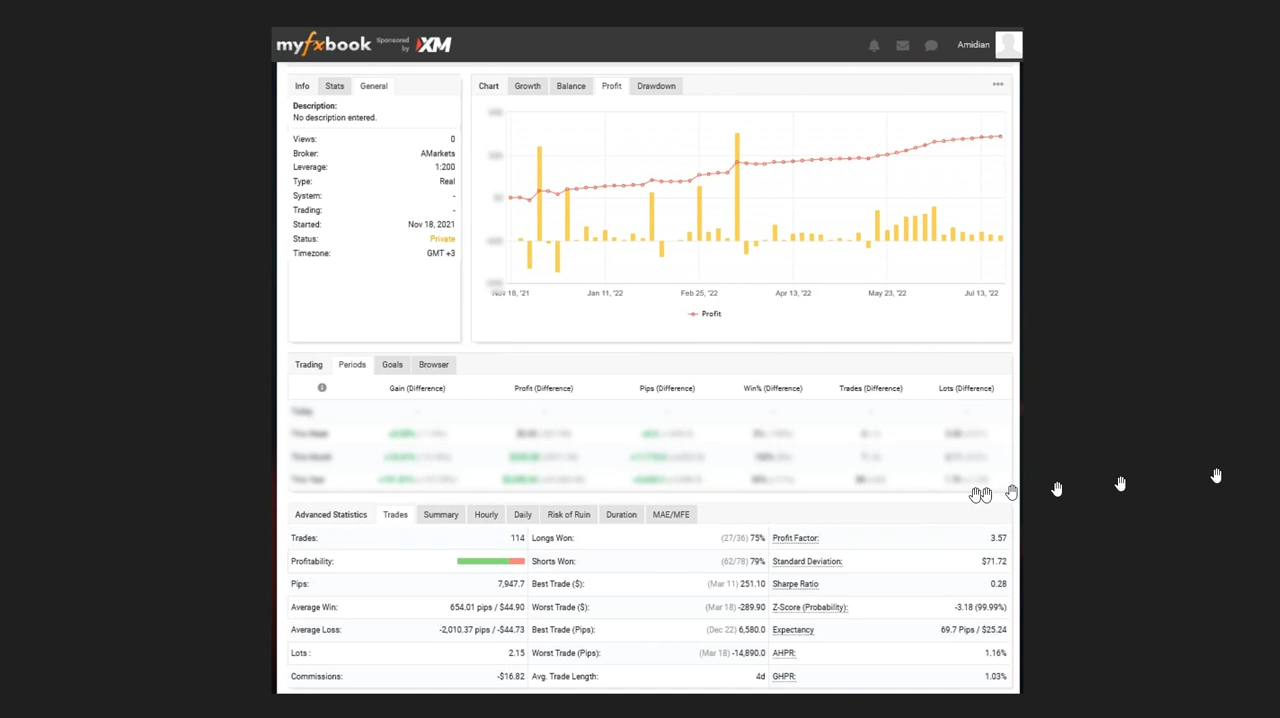 myfxbook Sponsored by XM Amidian
Info Stats General
Description:
No description entered.
Views: 0
Broker: AMarkets
Leverage: 1:200
Type: Real
System: -
Trading: -
Started: Nov 18, 2021
Status: Private
Timezone: GMT +3
Chart Growth Balance Profit Drawdown
Nov 18, '21 Jan 11, '22 Feb 25, '22 Apr 13, '22 May 23, '22 Jul 13, '22
Profit
Trading Periods Goals Browser
Gain (Difference) Profit (Difference) Pips (Difference) Win% (Difference) Trades (Difference) Lots (Difference)
Today
This Week
This Month
This Year
Advanced Statistics Trades Summary Hourly Daily Risk of Ruin Duration MAE/MFE
Trades: 114 Longs Won: (27/36) 75% Profit Factor: 3.57
Profitability: Shorts Won: (62/78) 79% Standard Deviation: $71.72
Pips: 7,947.7 Best Trade ($): (Mar 11) 251.10 Sharpe Ratio 0.28
Average Win: 654.01 pips / $44.90 Worst Trade ($): (Mar 18) -289.90 Z-Score (Probability): -3.18 (99.99%)
Average Loss: -2,010.37 pips / -$44.73 Best Trade (Pips): (Dec 22) 6,580.0 Expectancy 69.7 Pips / $25.24
Lots : 2.15 Worst Trade (Pips): (Mar 18) -14,890.0 AHPR: 1.16%
Commissions: -$16.82 Avg. Trade Length: 4d GHPR: 1.03%